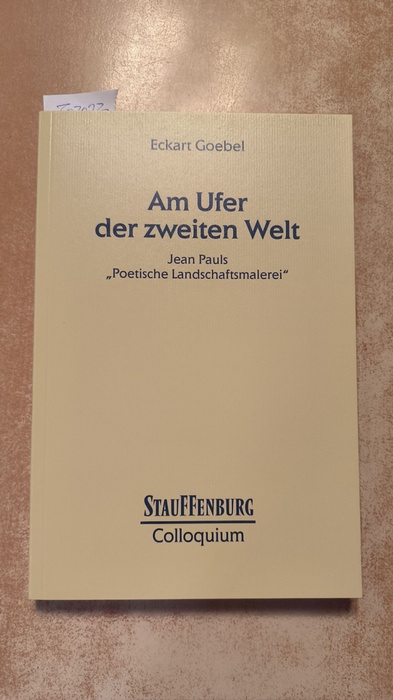 Eckart Goebel
Am Ufer
der zweiten Welt
Jean Pauls
„Poetische Landschaftsmalerei“
STAUFFENBURG
Colloquium